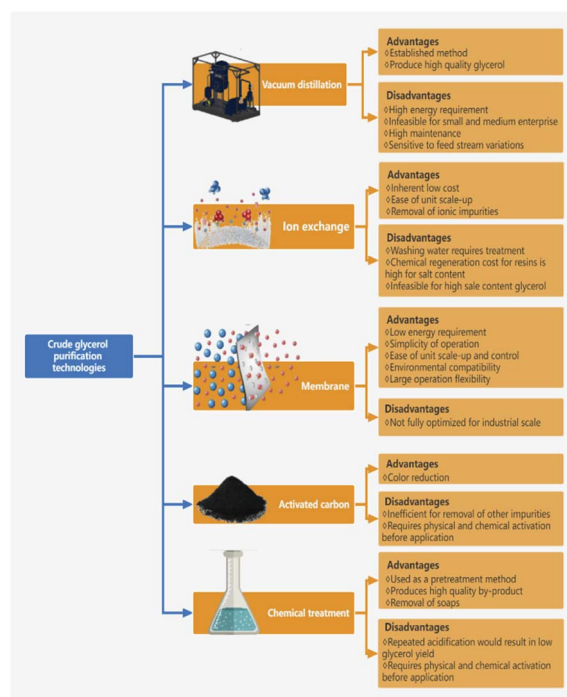 Crude glycerol
purification
technologies
Vacuum distillation
Advantages
◊Established method
◊Produce high quality glycerol
Disadvantages
◊High energy requirement
◊Infeasible for small and medium enterprise
◊High maintenance
◊Sensitive to feed stream variations
Ion exchange
Advantages
◊Inherent low cost
◊Ease of unit scale-up
◊Removal of ionic impurities
Disadvantages
◊Washing water requires treatment
◊Chemical regeneration cost for resins is
high for salt content
◊Infeasible for high sale content glycerol
Membrane
Advantages
◊Low energy requirement
◊Simplicity of operation
◊Ease of unit scale-up and control
◊Environmental compatibility
◊Large operation flexibility
Disadvantages
◊Not fully optimized for industrial scale
Activated carbon
Advantages
◊Color reduction
Disadvantages
◊Inefficient for removal of other impurities
◊Requires physical and chemical activation
before application
Chemical treatment
Advantages
◊Used as a pretreatment method
◊Produces high quality by-product
◊Removal of soaps
Disadvantages
◊Repeated acidification would result in low
glycerol yield
◊Requires physical and chemical activation
before application